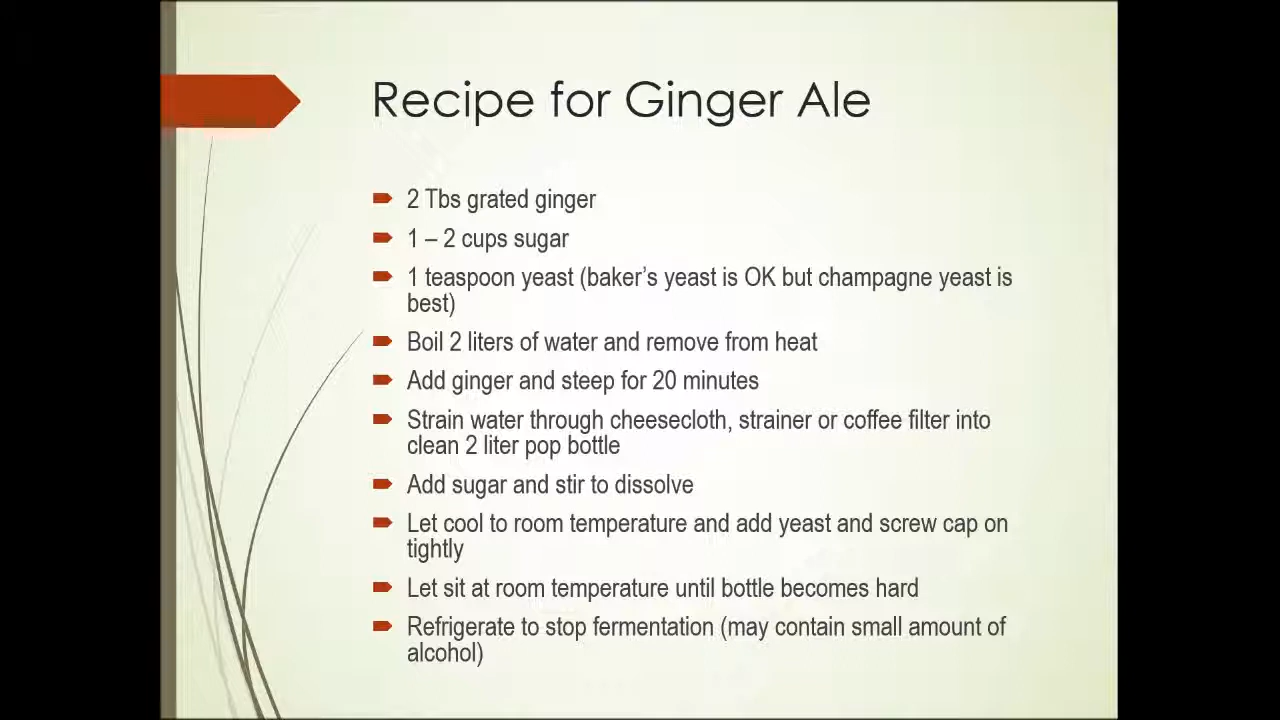 Recipe for Ginger Ale
2 Tbs grated ginger
1 – 2 cups sugar
1 teaspoon yeast (baker's yeast is OK but champagne yeast is
best)
Boil 2 liters of water and remove from heat
Add ginger and steep for 20 minutes
Strain water through cheesecloth, strainer or coffee filter into
clean 2 liter pop bottle
Add sugar and stir to dissolve
Let cool to room temperature and add yeast and screw cap on
tightly
Let sit at room temperature until bottle becomes hard
Refrigerate to stop fermentation (may contain small amount of
alcohol)